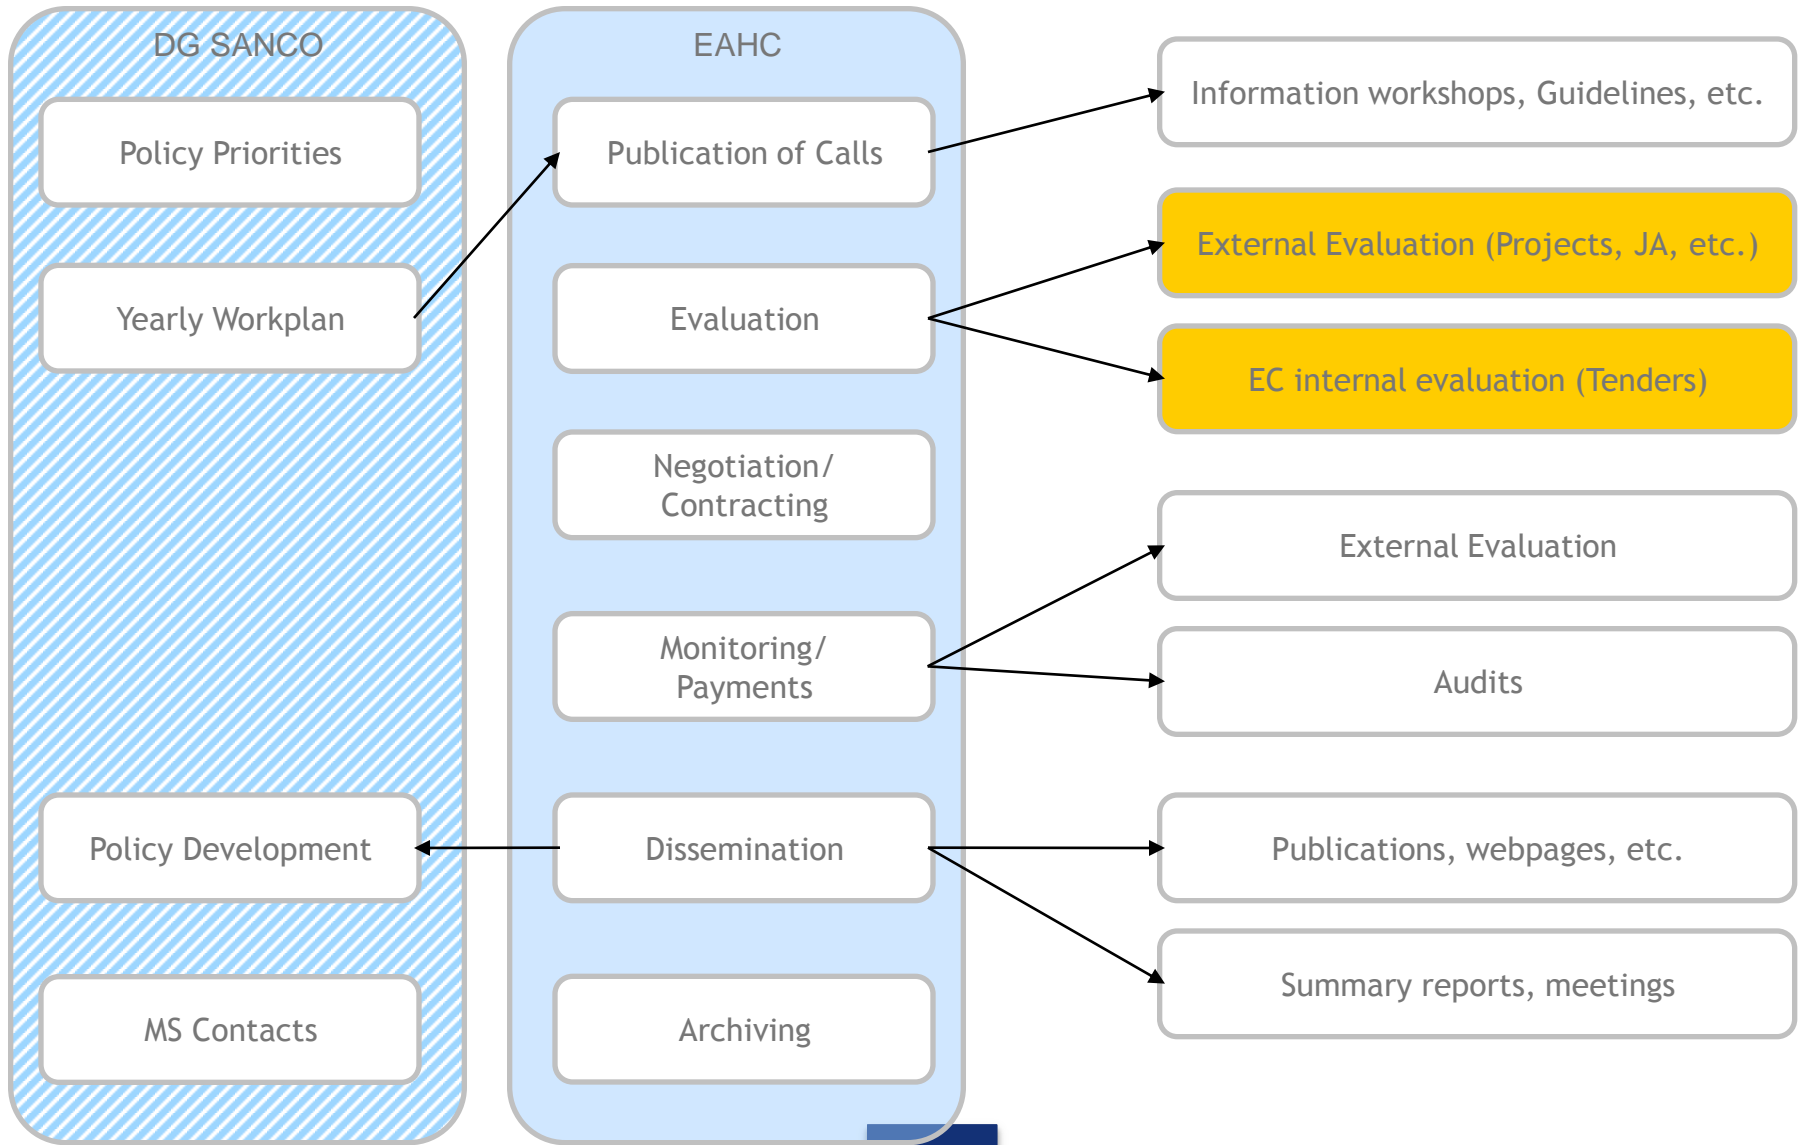 DG SANCO
Policy Priorities
Yearly Workplan
Policy Development
MS Contacts
EAHC
Publication of Calls
Evaluation
Negotiation/
Contracting
Monitoring/
Payments
Dissemination
Archiving
Information workshops, Guidelines, etc.
External Evaluation (Projects, JA, etc.)
EC internal evaluation (Tenders)
External Evaluation
Audits
Publications, webpages, etc.
Summary reports, meetings